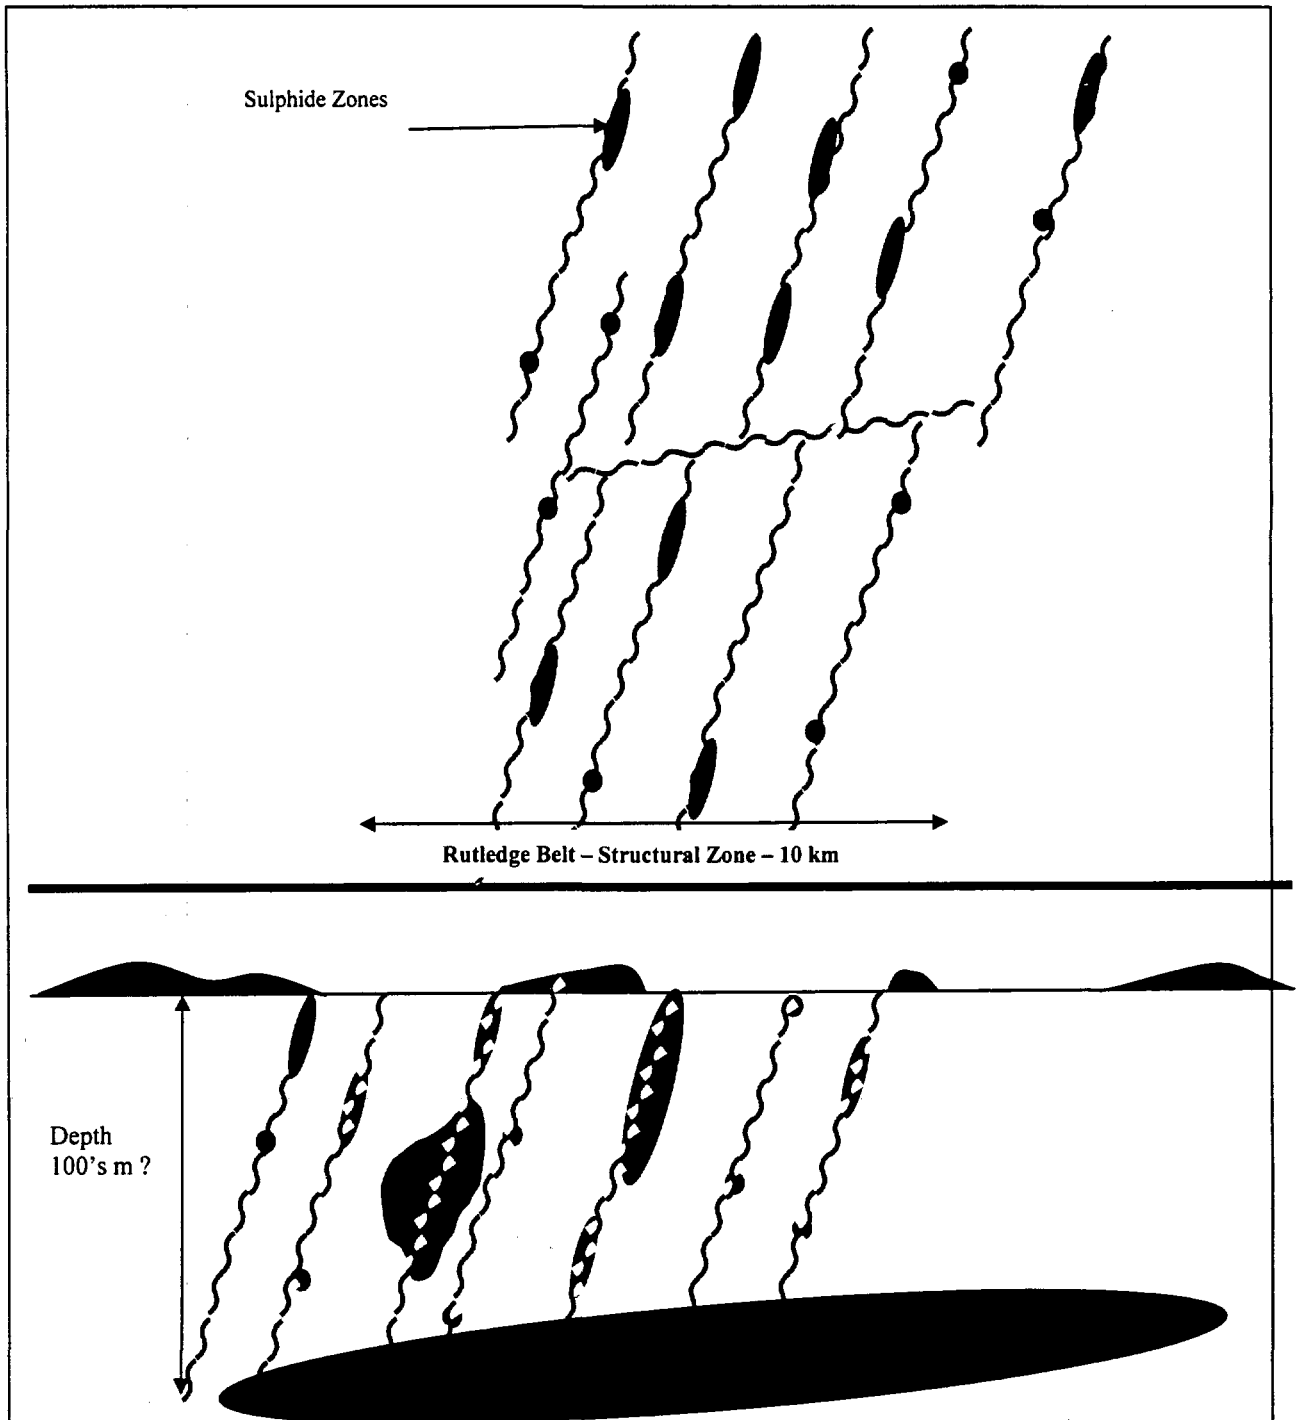 Sulphide Zones
Rutledge Belt – Structural Zone – 10 km
Depth
100's m ?